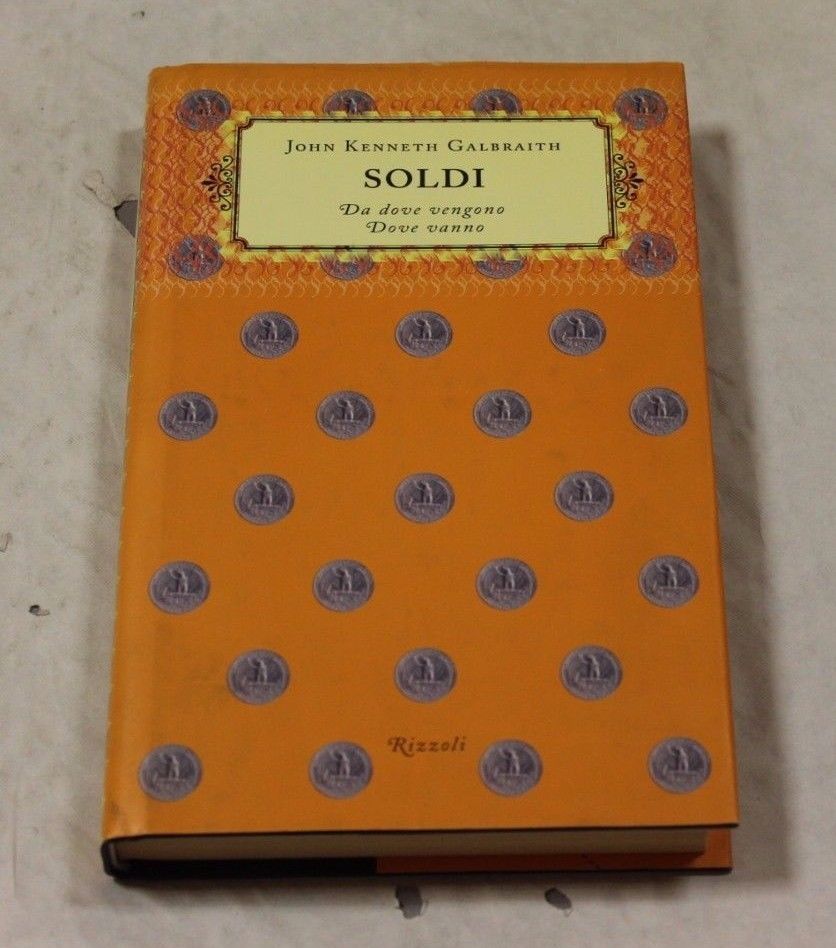 John Kenneth Galbraith
SOLDI
Da dove vengono
Dove vanno
Rizzoli